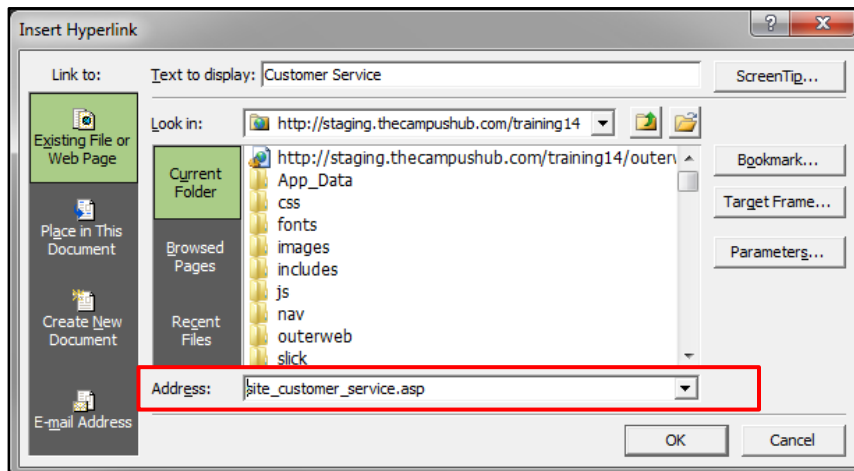 Insert Hyperlink
?
X
Link to:
Text to display:
Customer Service
ScreenTip...
Existing File or
Web Page
Look in:
http://staging.thecampushub.com/training14
Current
Folder
http://staging.thecampushub.com/training14/outerw
App_Data
css
fonts
images
includes
js
nav
outerweb
slick
Bookmark...
Target Frame...
Parameters...
Place in This
Document
Browsed
Pages
Create New
Document
Recent
Files
E-mail Address
Address:
site_customer_service.asp
OK
Cancel